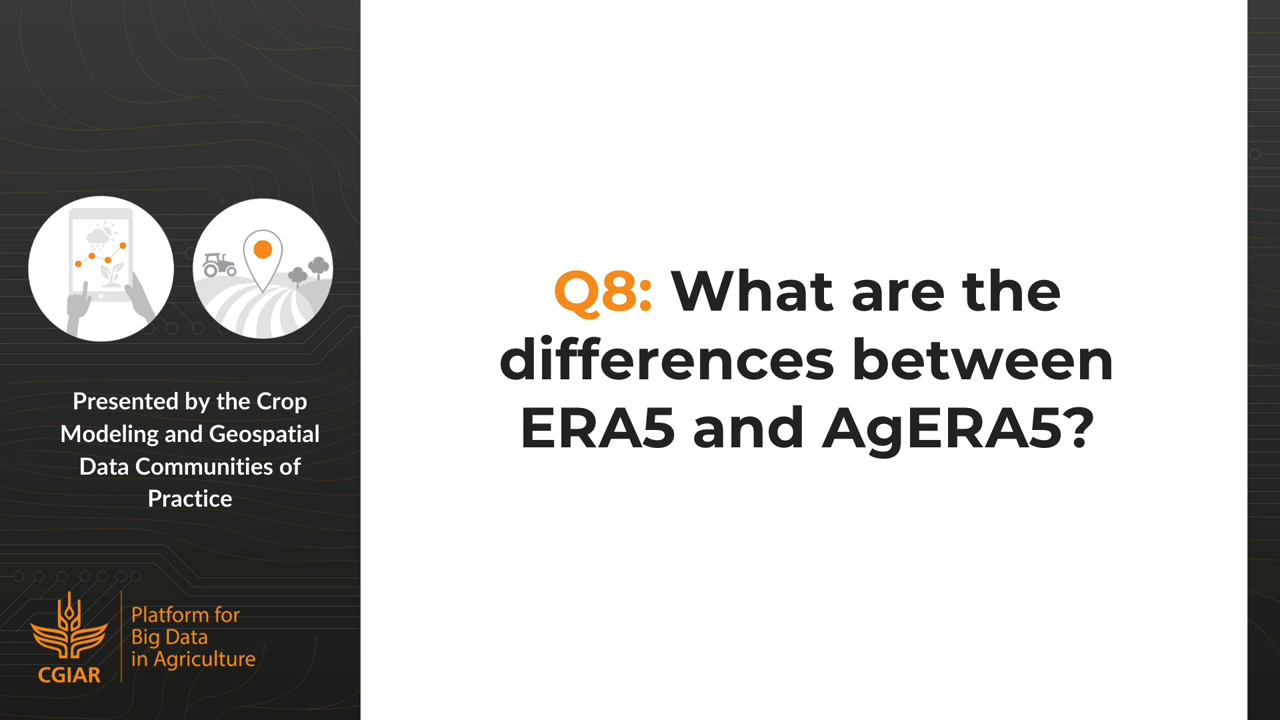 Presented by the Crop
Modeling and Geospatial
Data Communities of
Practice
CGIAR
Platform for
Big Data
in Agriculture
Q8: What are the
differences between
ERA5 and AgERA5?